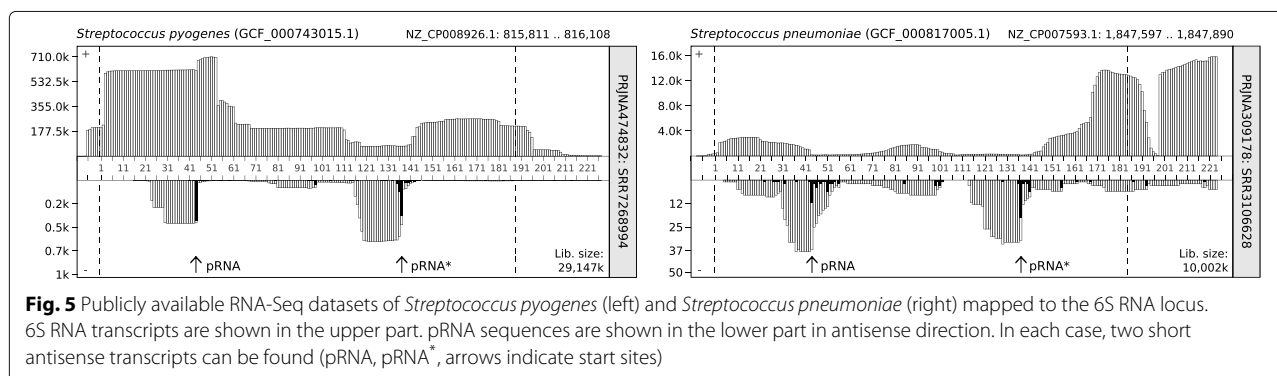 Streptococcus pyogenes (GCF_000743015.1) NZ_CP008926.1: 815,811 .. 816,108
710.0k
532.5k
355.0k
177.5k
+
1 11 21 31 41 51 61 71 81 91 101 111 121 131 141 151 161 171 181 191 201 211 221
0.2k
0.5k
0.7k
1k
-
pRNA
pRNA*
Lib. size:
29,147k
PRJNA474832: SRR7268994
Streptococcus pneumoniae (GCF_000817005.1) NZ_CP007593.1: 1,847,597 .. 1,847,890
16.0k
12.0k
8.0k
4.0k
+
1 11 21 31 41 51 61 71 81 91 101 111 121 131 141 151 161 171 181 191 201 211 221
12
25
37
50
-
pRNA
pRNA*
Lib. size:
10,002k
PRJNA309178: SRR3106628
Fig. 5 Publicly available RNA-Seq datasets of Streptococcus pyogenes (left) and Streptococcus pneumoniae (right) mapped to the 6S RNA locus.
6S RNA transcripts are shown in the upper part. pRNA sequences are shown in the lower part in antisense direction. In each case, two short
antisense transcripts can be found (pRNA, pRNA*, arrows indicate start sites)